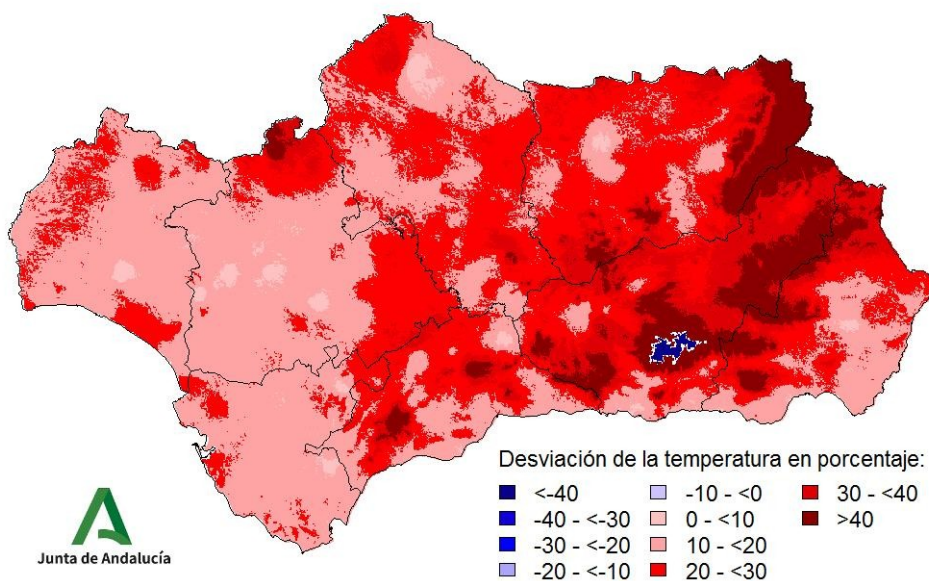 Desviación de la temperatura en porcentaje:
<-40
-40 - <-30
-30 - <-20
-20 - <-10
-10 - <0
0 - <10
10 - <20
20 - <30
30 - <40
>40
Junta de Andalucía